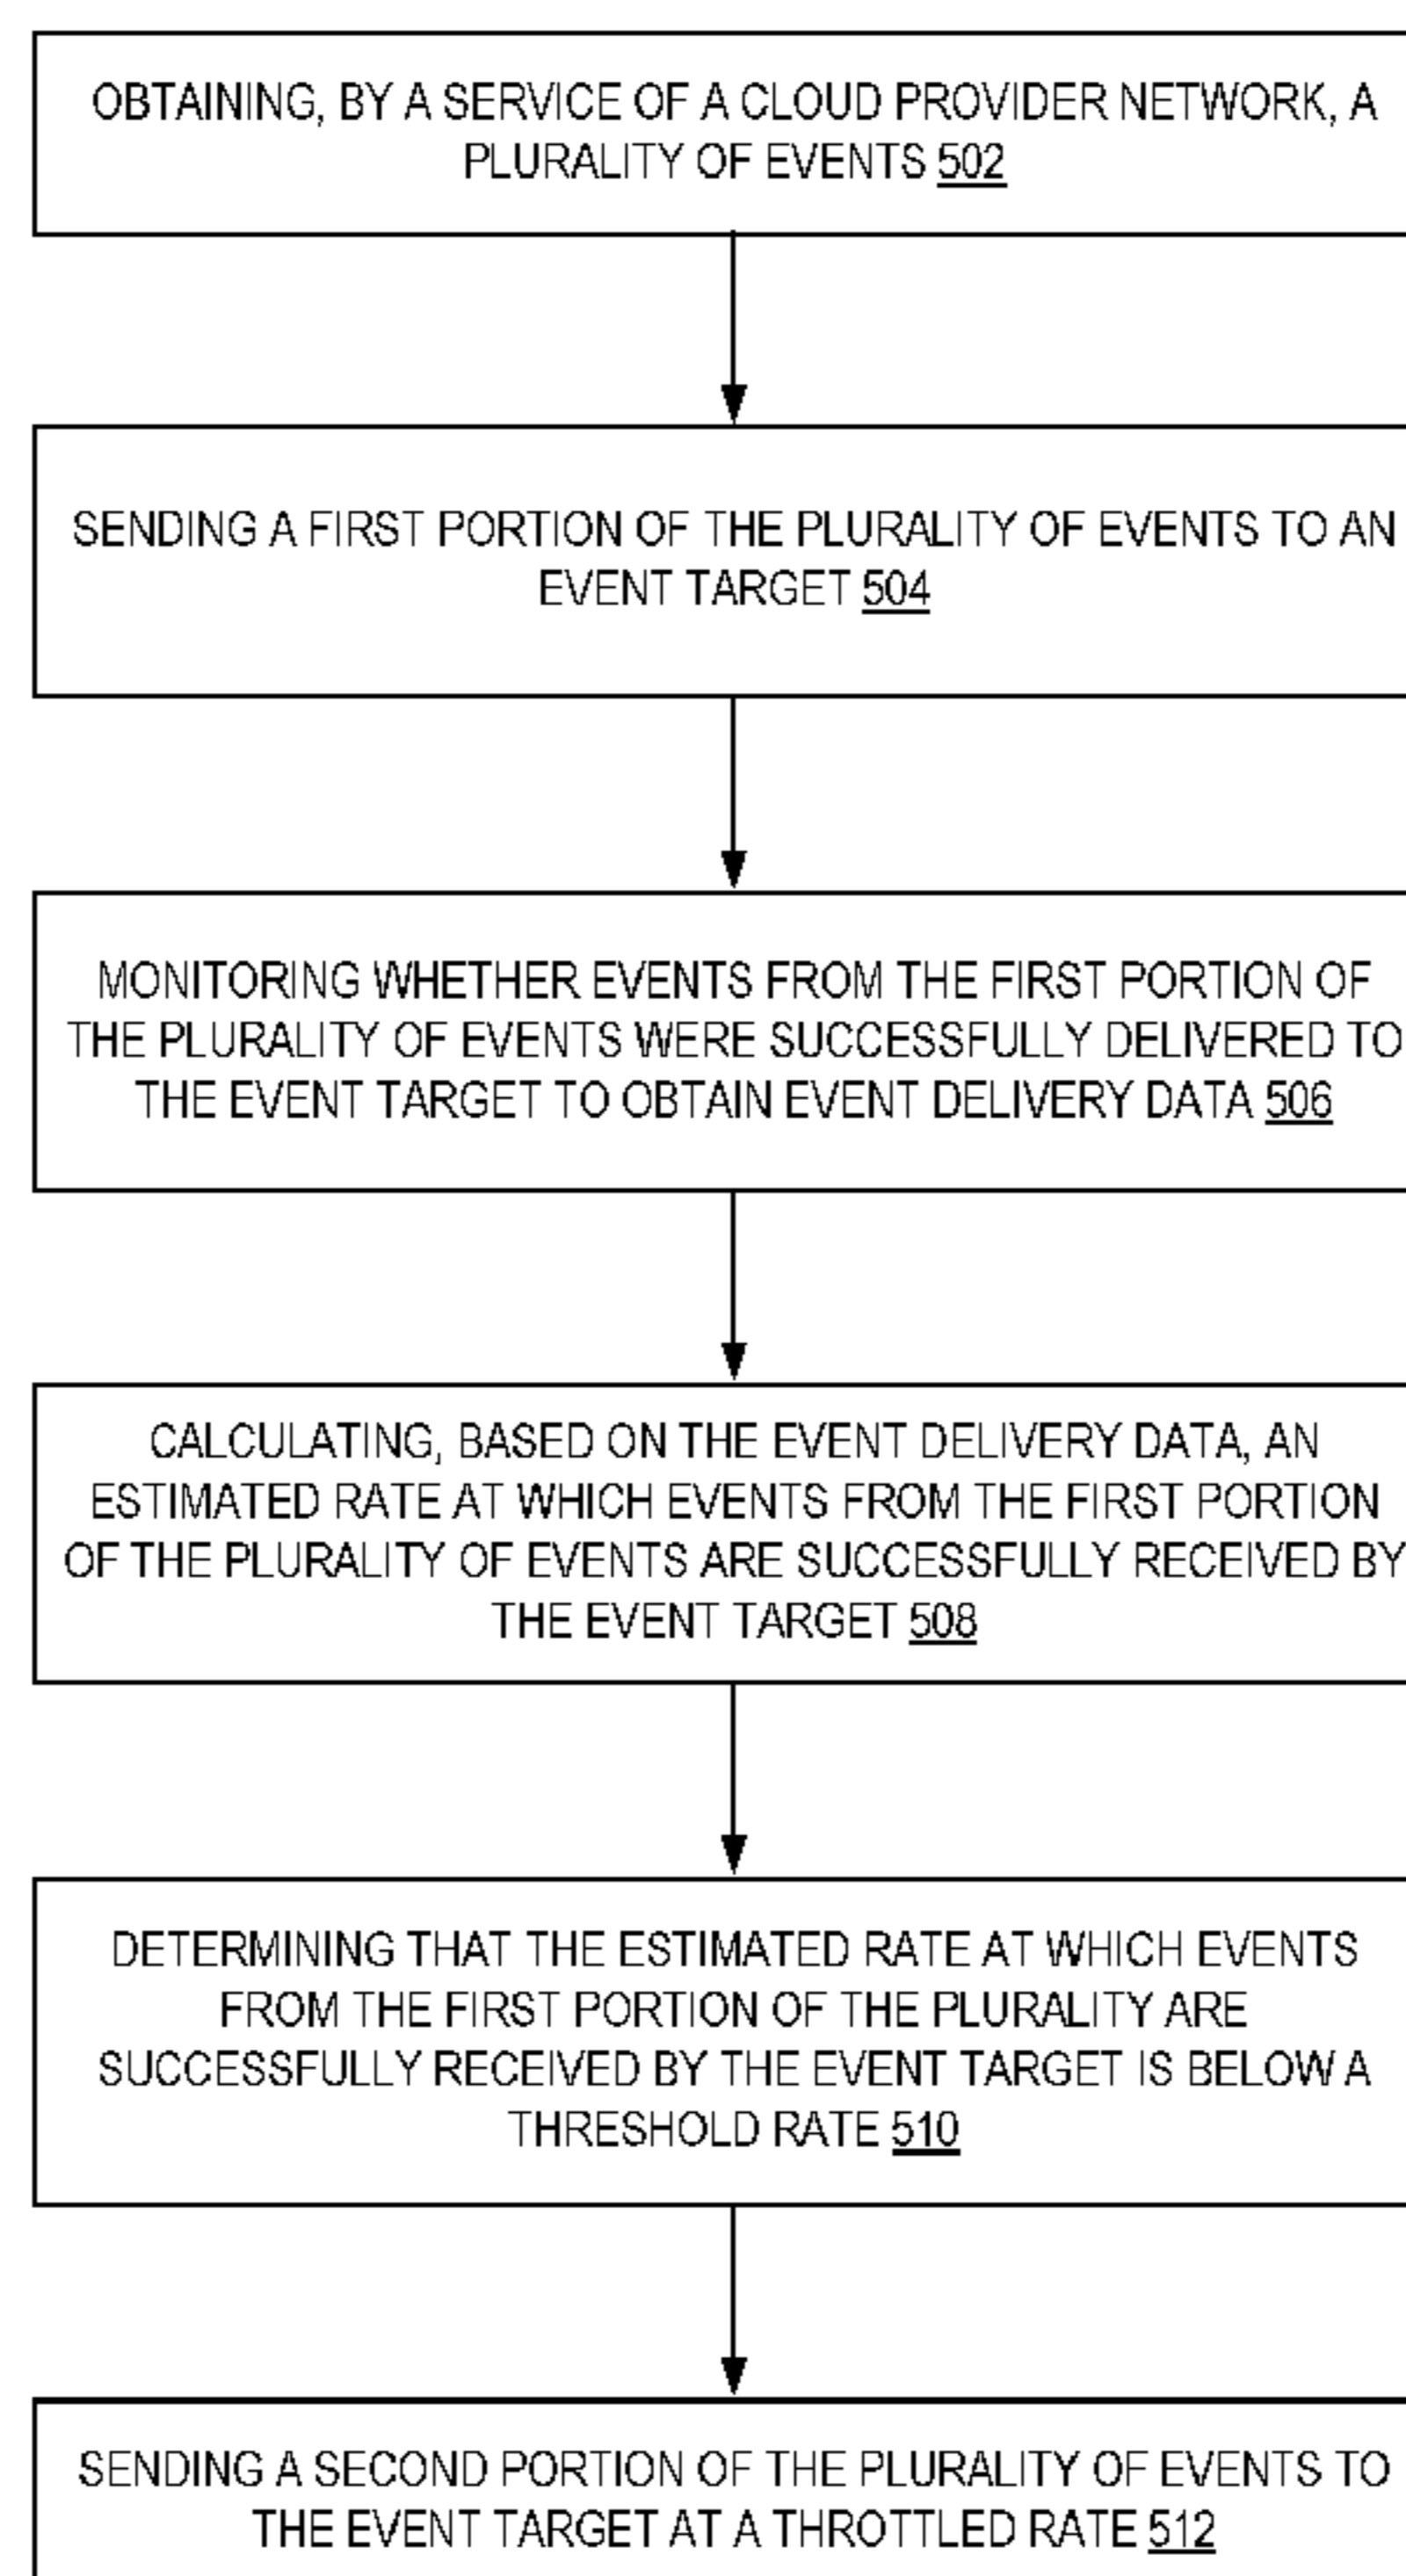 OBTAINING, BY A SERVICE OF A CLOUD PROVIDER NETWORK, A
PLURALITY OF EVENTS 502
SENDING A FIRST PORTION OF THE PLURALITY OF EVENTS TO AN
EVENT TARGET 504
MONITORING WHETHER EVENTS FROM THE FIRST PORTION OF
THE PLURALITY OF EVENTS WERE SUCCESSFULLY DELIVERED TO
THE EVENT TARGET TO OBTAIN EVENT DELIVERY DATA 506
CALCULATING, BASED ON THE EVENT DELIVERY DATA, AN
ESTIMATED RATE AT WHICH EVENTS FROM THE FIRST PORTION
OF THE PLURALITY OF EVENTS ARE SUCCESSFULLY RECEIVED BY
THE EVENT TARGET 508
DETERMINING THAT THE ESTIMATED RATE AT WHICH EVENTS
FROM THE FIRST PORTION OF THE PLURALITY ARE
SUCCESSFULLY RECEIVED BY THE EVENT TARGET IS BELOW A
THRESHOLD RATE 510
SENDING A SECOND PORTION OF THE PLURALITY OF EVENTS TO
THE EVENT TARGET AT A THROTTLED RATE 512